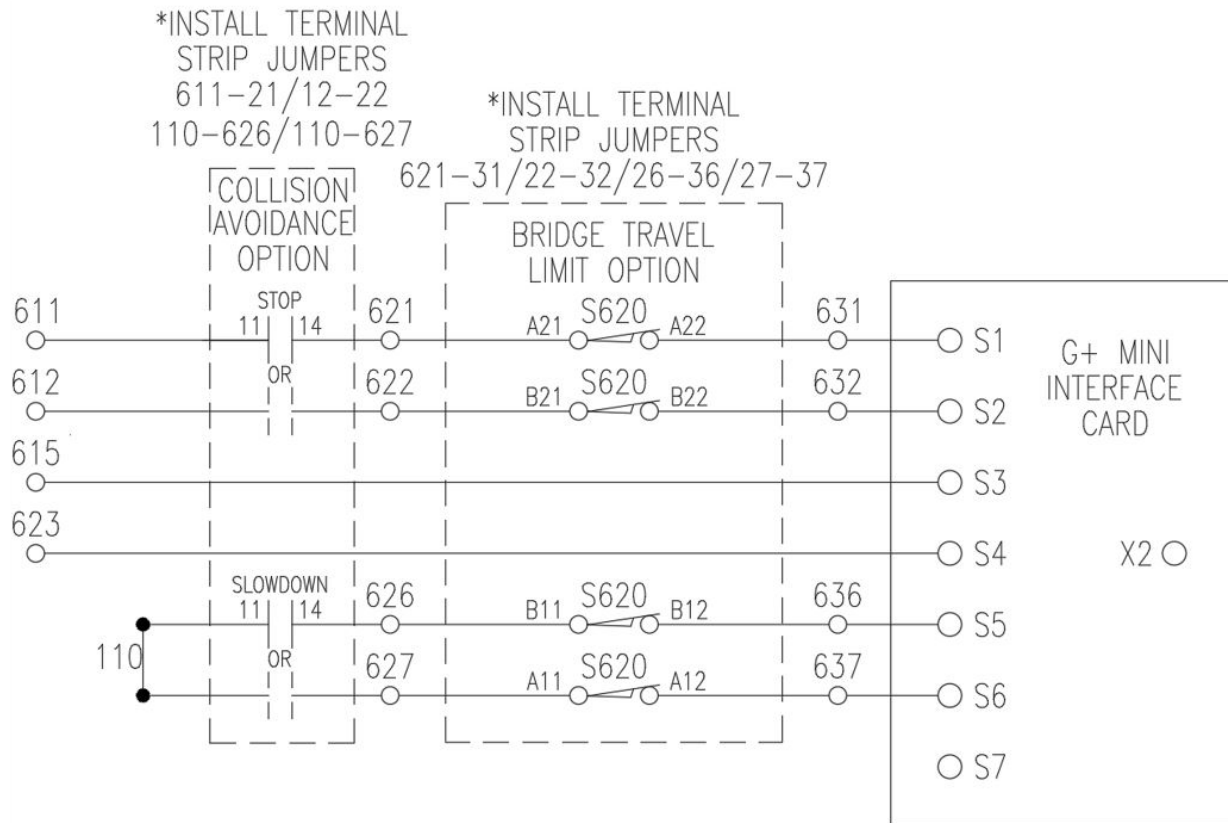 *INSTALL TERMINAL
STRIP JUMPERS
611-21/12-22
110-626/110-627
*INSTALL TERMINAL
STRIP JUMPERS
621-31/22-32/26-36/27-37
COLLISION
AVOIDANCE
OPTION
BRIDGE TRAVEL
LIMIT OPTION
611
STOP
11 14
621
A21 S620 A22
631
S1
612
OR
622
B21 S620 B22
632
S2
G+ MINI
INTERFACE
CARD
615
S3
623
S4
X2
SLOWDOWN
11 14
626
B11 S620 B12
636
S5
110
OR
627
A11 S620 A12
637
S6
S7